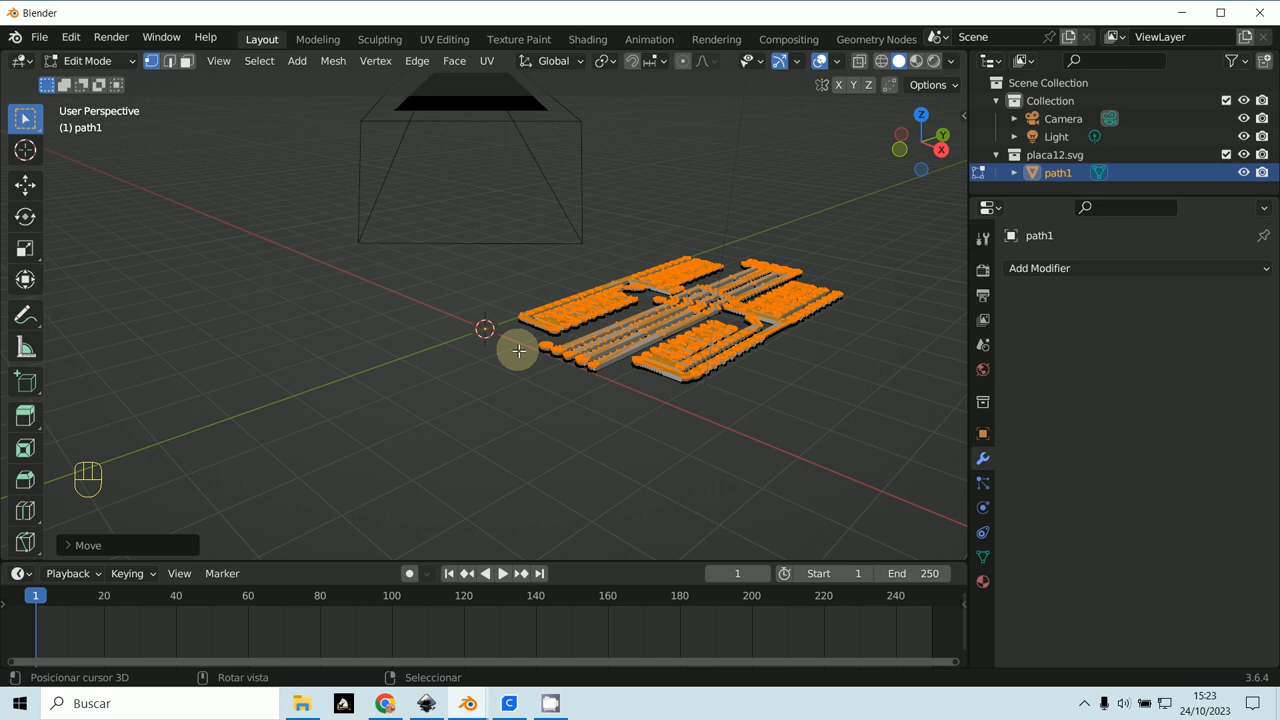 Blender
File Edit Render Window Help
Layout Modeling Sculpting UV Editing Texture Paint Shading Animation Rendering Compositing Geometry Nodes Scene ViewLayer
Edit Mode View Select Add Mesh Vertex Edge Face UV Global
X Y Z Options
User Perspective
(1) path1
Z
Y
X
Scene Collection
Collection
Camera
Light
placa12.svg
path1
path1
Add Modifier
Move
Playback Keying View Marker 1 Start 1 End 250
1 20 40 60 80 100 120 140 160 180 200 220 240
Posicionar cursor 3D Rotar vista Seleccionar 3.6.4
Buscar
15:23
24/10/2023